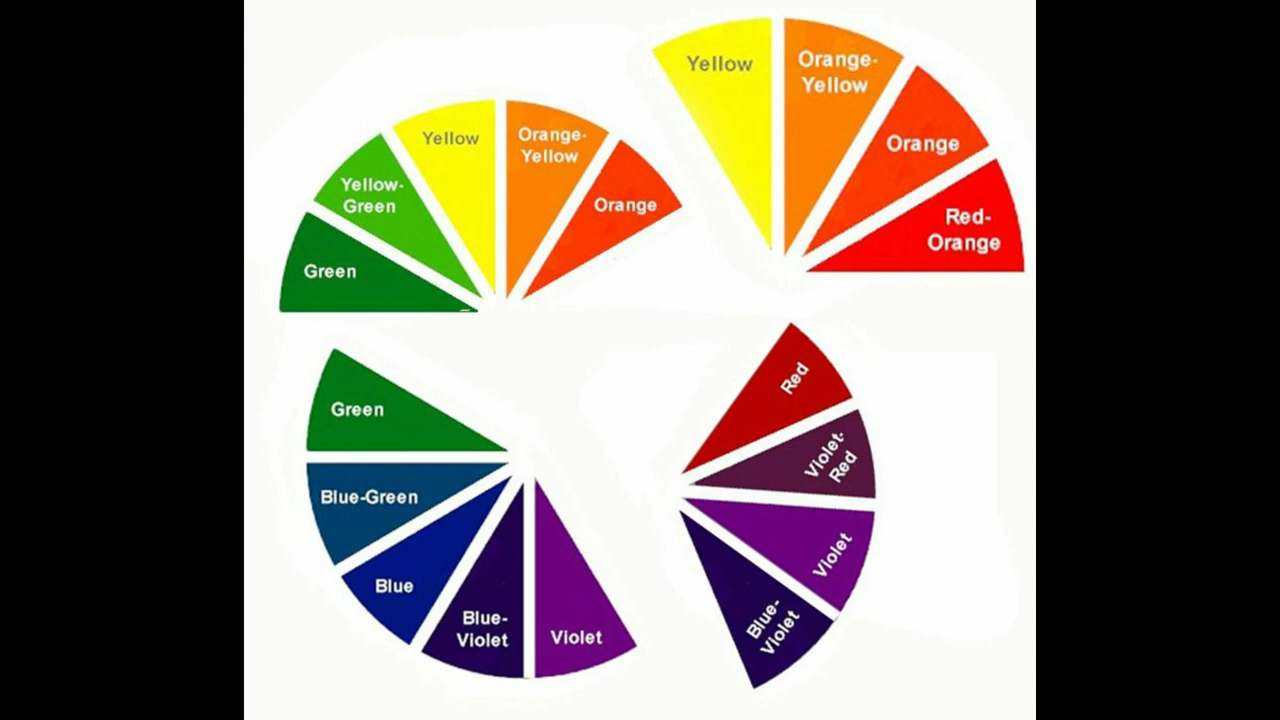 Yellow
Orange-
Yellow
Orange
Red-
Orange
Yellow
Orange-
Yellow
Yellow-
Green
Orange
Green
Green
Blue-Green
Blue
Blue-
Violet
Violet
Red
Violet-
Red
Violet
Blue-
Violet